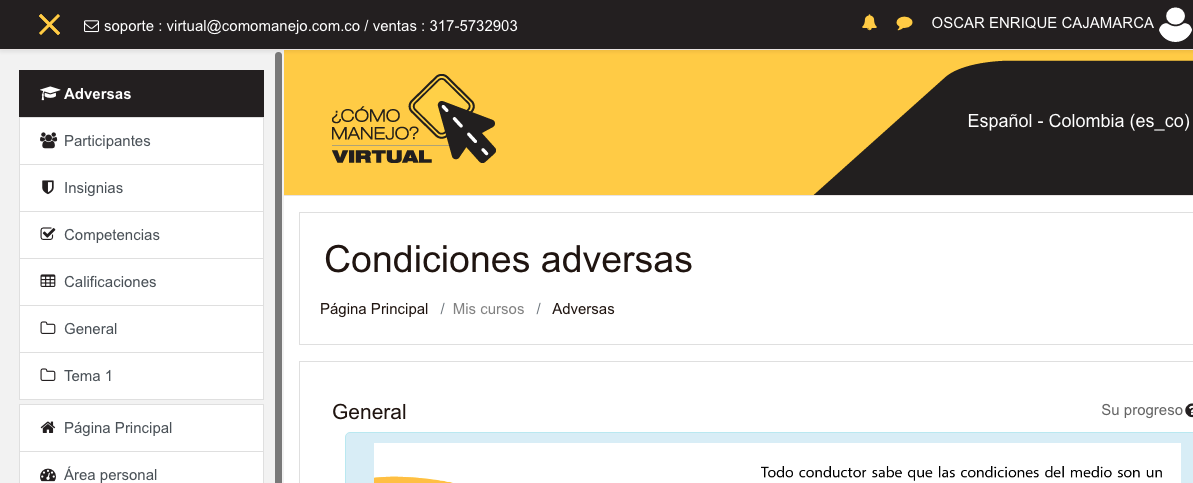 soporte : virtual@comomanejo.com.co / ventas : 317-5732903
OSCAR ENRIQUE CAJAMARCA
Adversas
Participantes
Insignias
Competencias
Calificaciones
General
Tema 1
Página Principal
Área personal
¿CÓMO
MANEJO?
VIRTUAL
Español - Colombia (es_co)
Condiciones adversas
Página Principal / Mis cursos / Adversas
General
Su progreso
Todo conductor sabe que las condiciones del medio son un